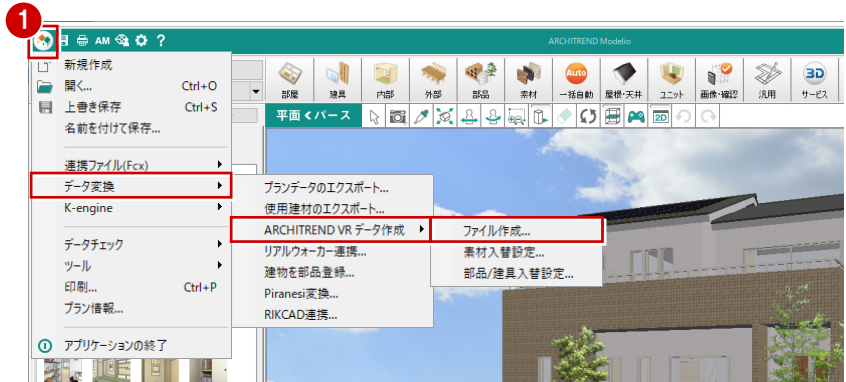 1
AM ?
ARCHITREND Modelio
新規作成
開く... Ctrl+O
上書き保存 Ctrl+S
名前を付けて保存...
連携ファイル(Fcx)
データ変換
K-engine
データチェック
ツール
印刷... Ctrl+P
プラン情報...
アプリケーションの終了
部屋 建具 内部 外部 部品 素材 一括自動 屋根・天井 ユニット 画像・確認 汎用 サービス
Auto
3D
平面 < パース
2D
プランデータのエクスポート...
使用建材のエクスポート...
ARCHITREND VR データ作成
リアルウォーカー連携...
建物を部品登録...
Piranesi変換...
RIKCAD連携...
ファイル作成...
素材入替設定...
部品/建具入替設定...